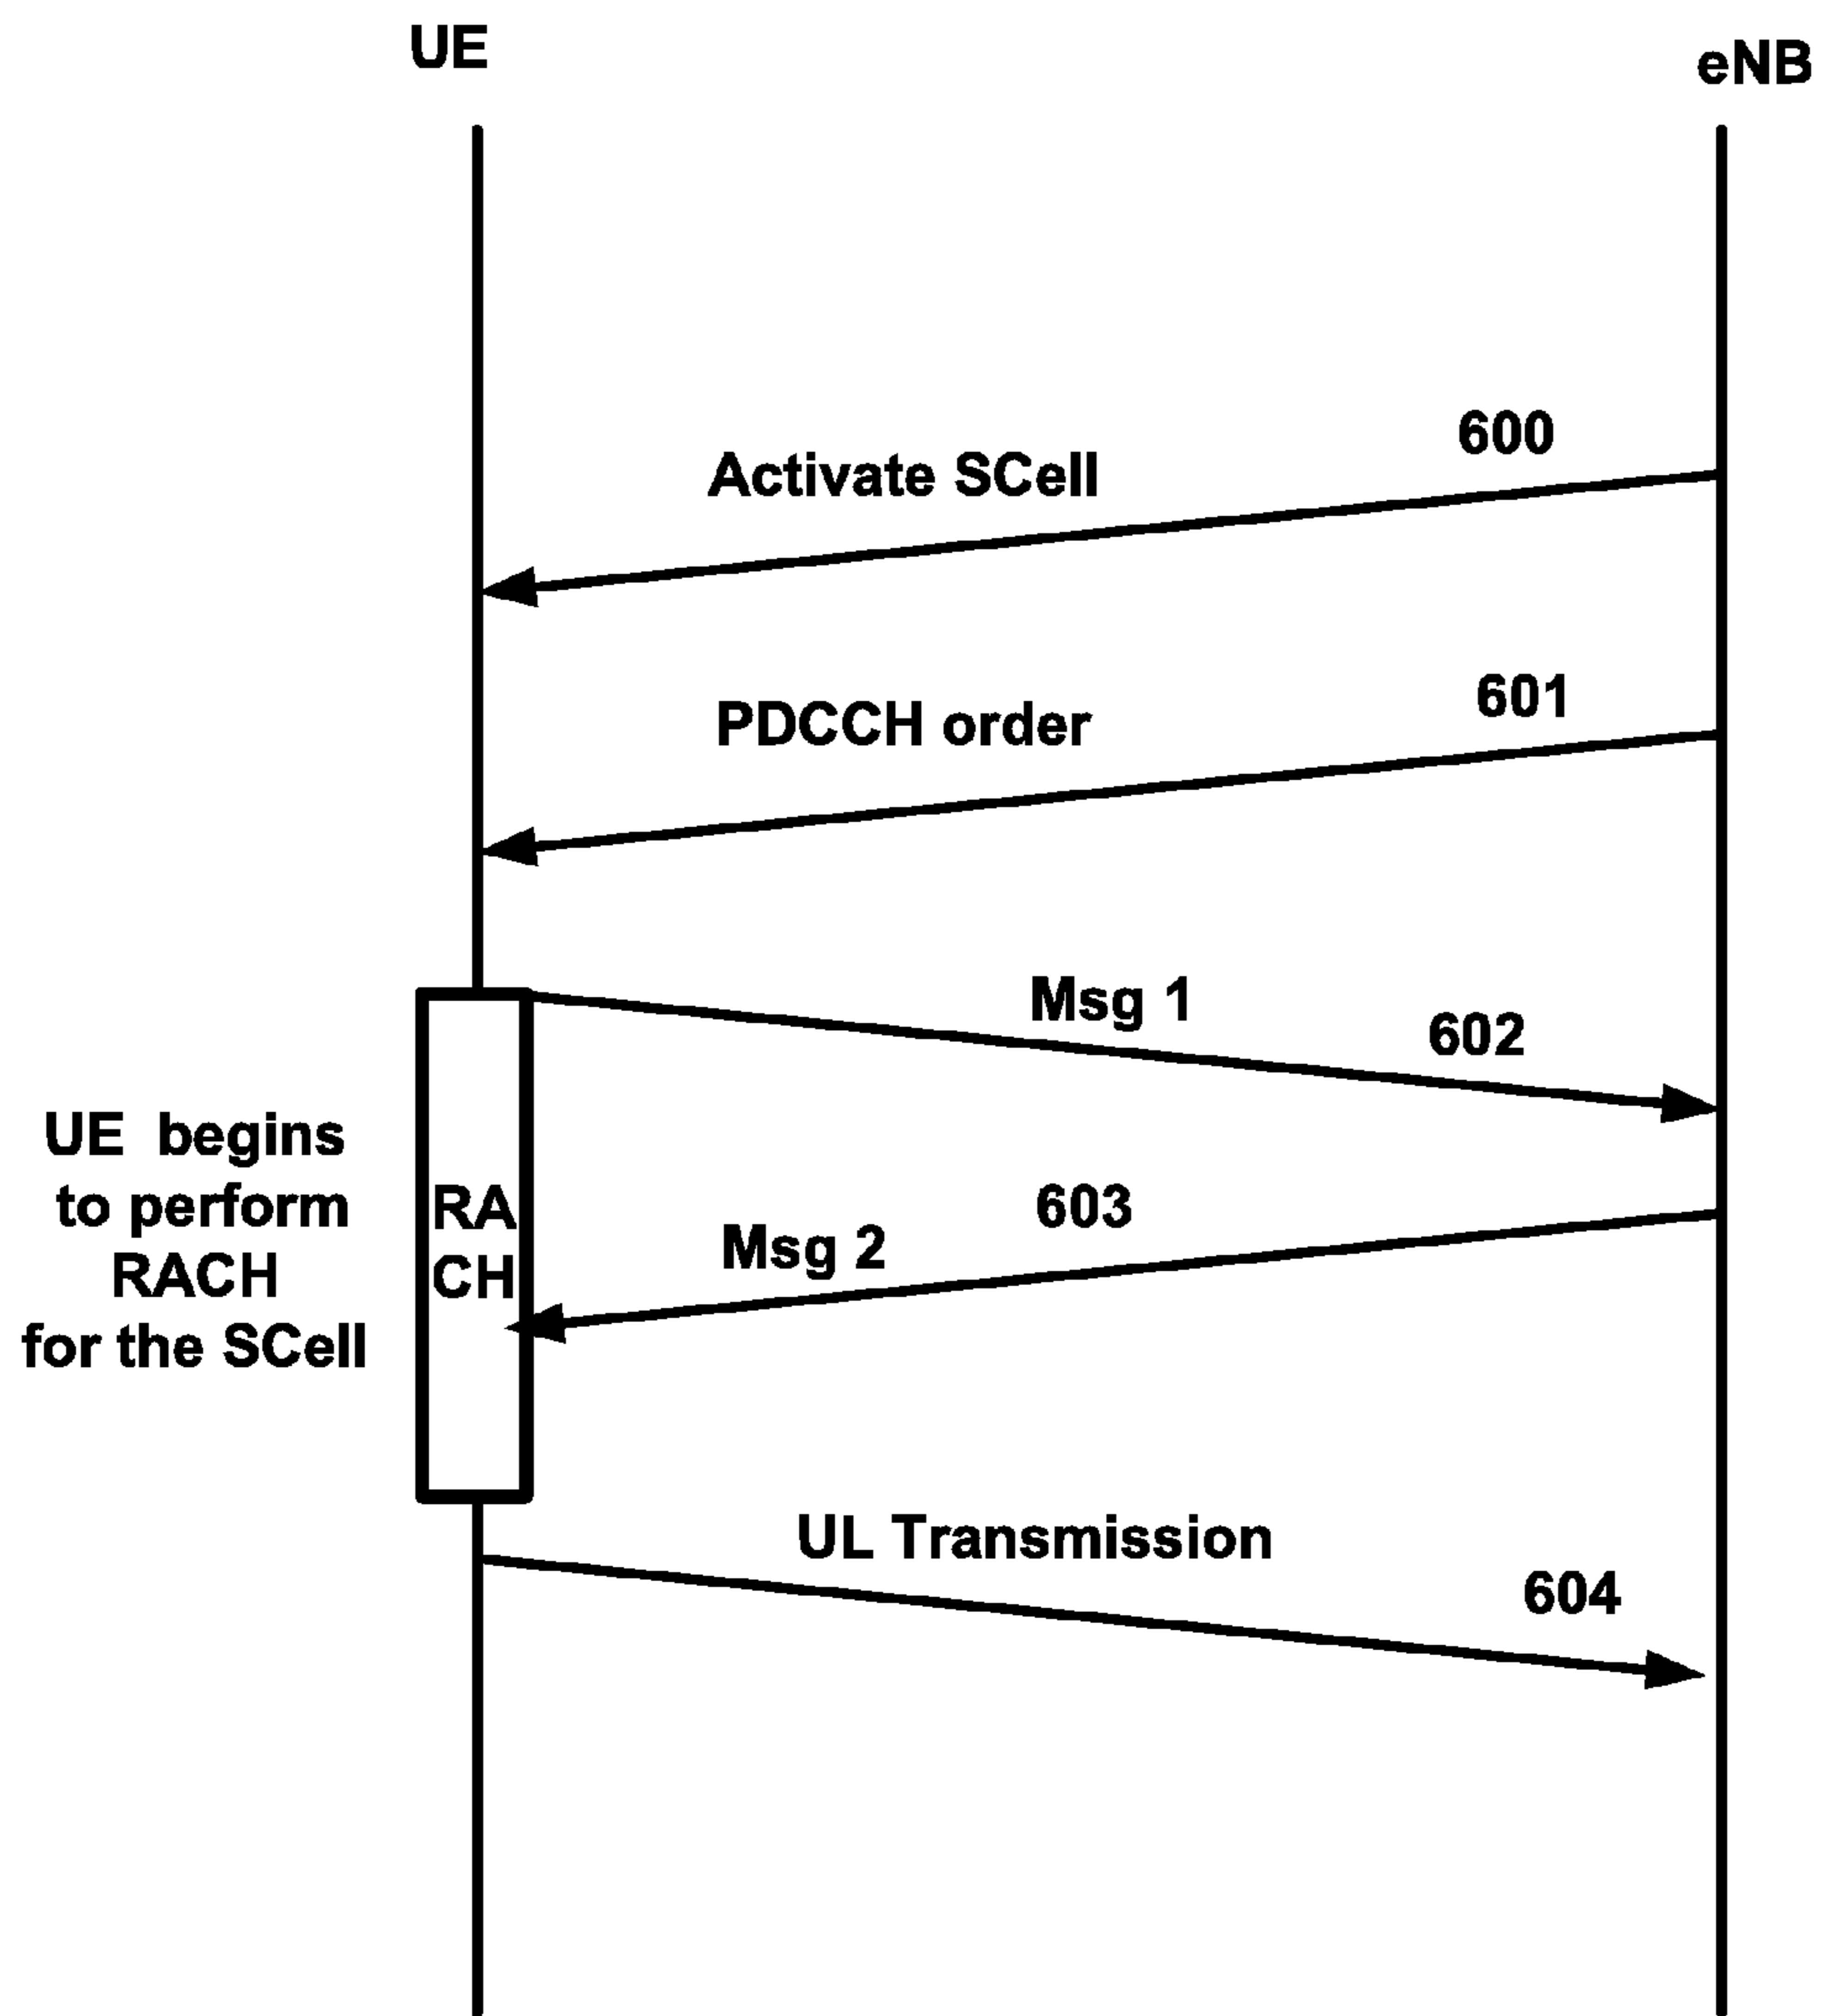 UE
eNB
600
Activate SCell
601
PDCCH order
Msg 1
602
UE begins
to perform
RACH
for the SCell
RA
CH
603
Msg 2
UL Transmission
604